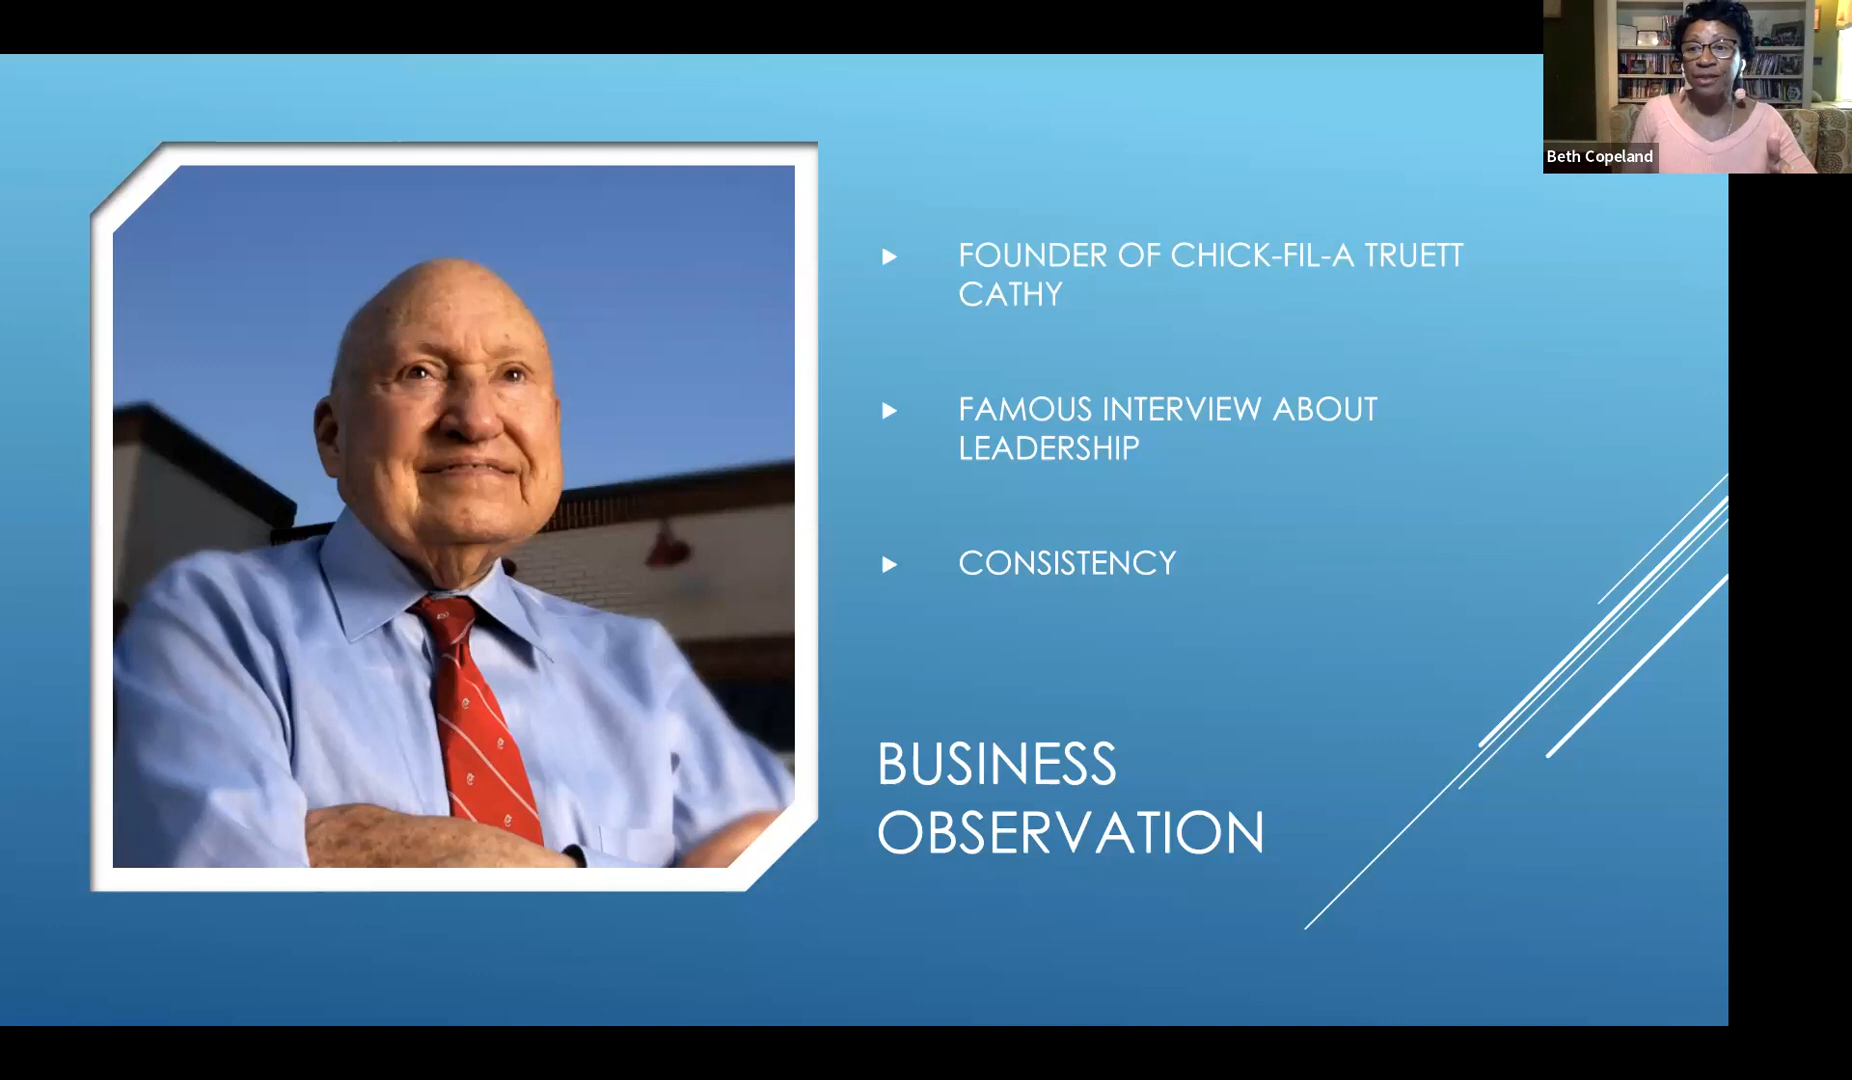 Beth Copeland
FOUNDER OF CHICK-FIL-A TRUETT
CATHY
FAMOUS INTERVIEW ABOUT
LEADERSHIP
CONSISTENCY
BUSINESS
OBSERVATION